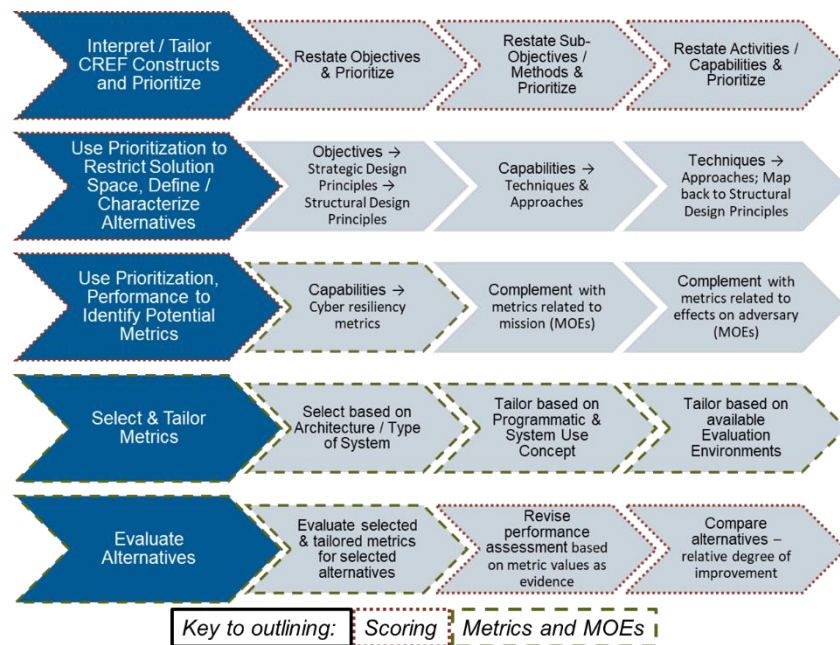 Interpret / Tailor
CREF Constructs
and Prioritize
Restate Objectives
& Prioritize
Restate Sub-
Objectives /
Methods &
Prioritize
Restate Activities /
Capabilities &
Prioritize
Use Prioritization to
Restrict Solution
Space, Define /
Characterize
Alternatives
Objectives →
Strategic Design
Principles →
Structural Design
Principles
Capabilities →
Techniques &
Approaches
Techniques →
Approaches; Map
back to Structural
Design Principles
Use Prioritization,
Performance to
Identify Potential
Metrics
Capabilities →
Cyber resiliency
metrics
Complement with
metrics related to
mission (MOEs)
Complement with
metrics related to
effects on adversary
(MOEs)
Select & Tailor
Metrics
Select based on
Architecture / Type
of System
Tailor based on
Programmatic &
System Use
Concept
Tailor based on
available
Evaluation
Environments
Evaluate
Alternatives
Evaluate selected
& tailored metrics
for selected
alternatives
Revise
performance
assessment based
on metric values as
evidence
Compare
alternatives –
relative degree of
improvement
Key to outlining: Scoring Metrics and MOEs